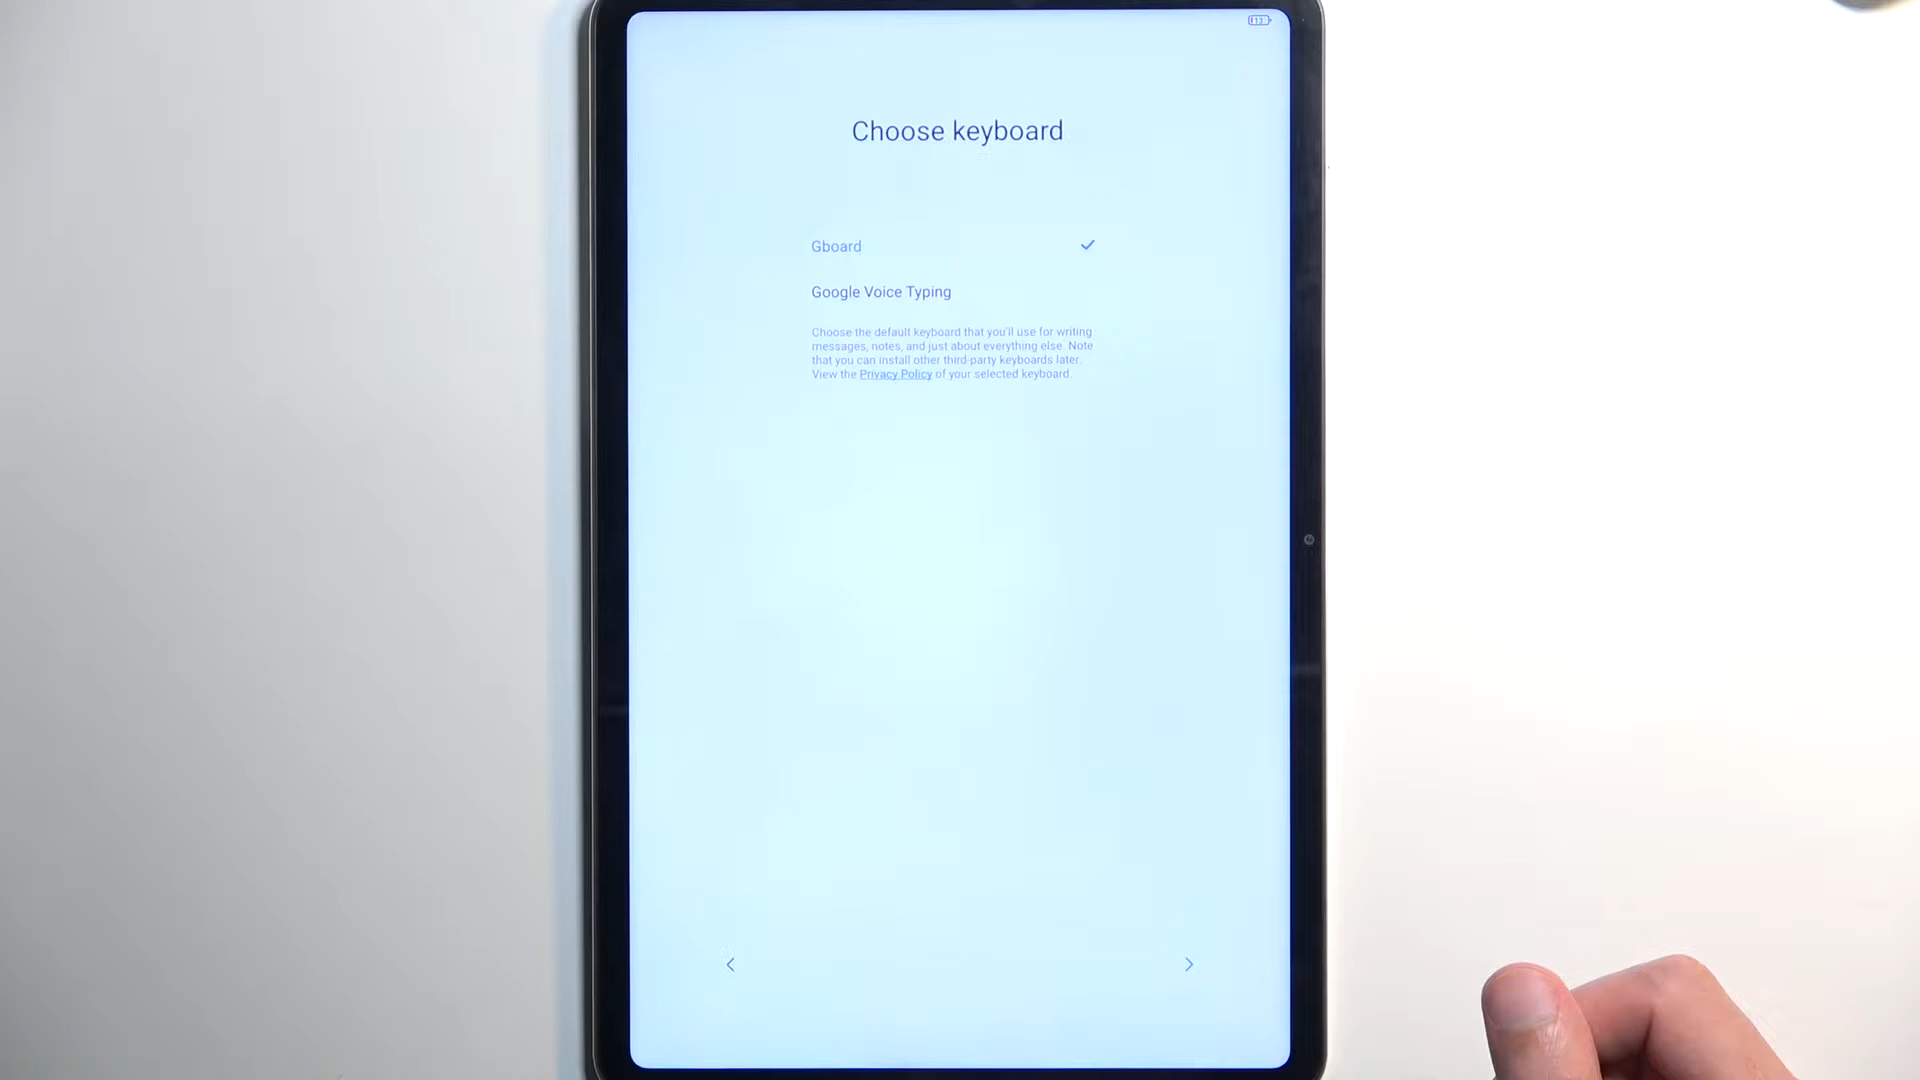 13
Choose keyboard
Gboard
Google Voice Typing
Choose the default keyboard that you'll use for writing
messages, notes, and just about everything else. Note
that you can install other third-party keyboards later.
View the Privacy Policy of your selected keyboard.